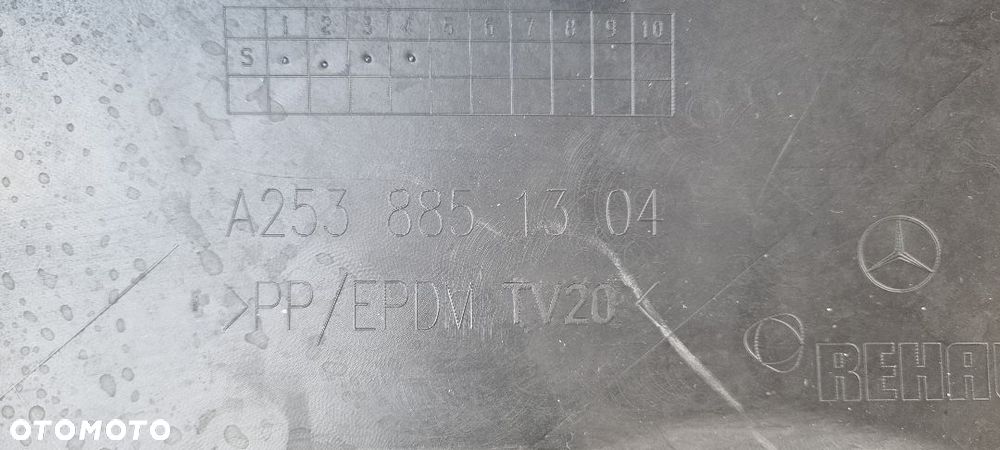 1 2 3 4 5 6 7 8 9 10
S
A253 885 13 04
>PP/EPDM TV20<
REHAU
OTOMOTO